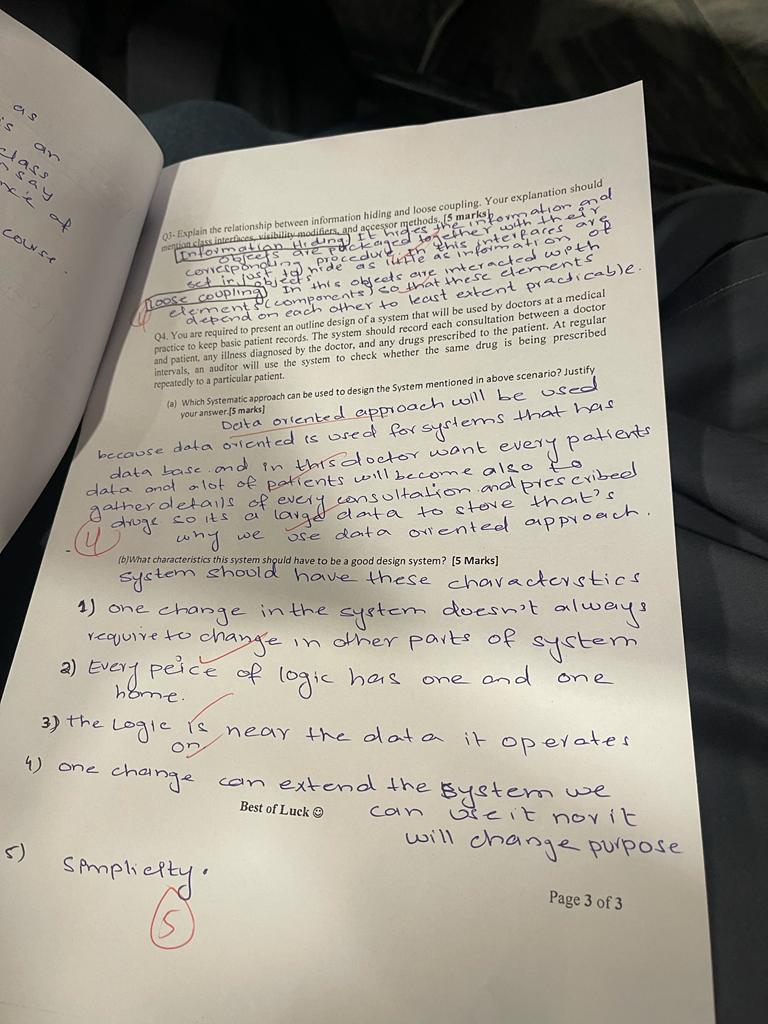 as
is an
class
say
of
course.
Q3- Explain the relationship between information hiding and loose coupling. Your explanation should
mention class interfaces, visibility modifiers, and accessor methods. [5 marks]
Information Hiding) It hides the information and
objects are packaged together with their
corresponding procedure. In this interfaces are
set in just to hide as little as information of
objects.
Loose coupling) In this objects are interacted with
elements (components) so that these elements
depend on each other to least extent practicable.
4
Q4. You are required to present an outline design of a system that will be used by doctors at a medical
practice to keep basic patient records. The system should record each consultation between a doctor
and patient, any illness diagnosed by the doctor, and any drugs prescribed to the patient. At regular
intervals, an auditor will use the system to check whether the same drug is being prescribed
repeatedly to a particular patient.
(a) Which Systematic approach can be used to design the System mentioned in above scenario? Justify
your answer.[5 marks]
Data oriented approach will be used
because data oriented is used for systems that has
data base and in this doctor want every patients
data and alot of patients will become also to
gather details of every consultation and prescribed
drugs so its a large data to store that's
why we use data oriented approach.
4
(b)What characteristics this system should have to be a good design system? [5 Marks]
system should have these characterstics
1) one change in the system doesn't always
require to change in other parts of system
2) Every peice of logic has one and one
home.
3) the Logic is near the data it operates
on
4) one change can extend the system we
Best of Luck ☺ can use it nor it
will change purpose
5) Simplicity.
5
Page 3 of 3